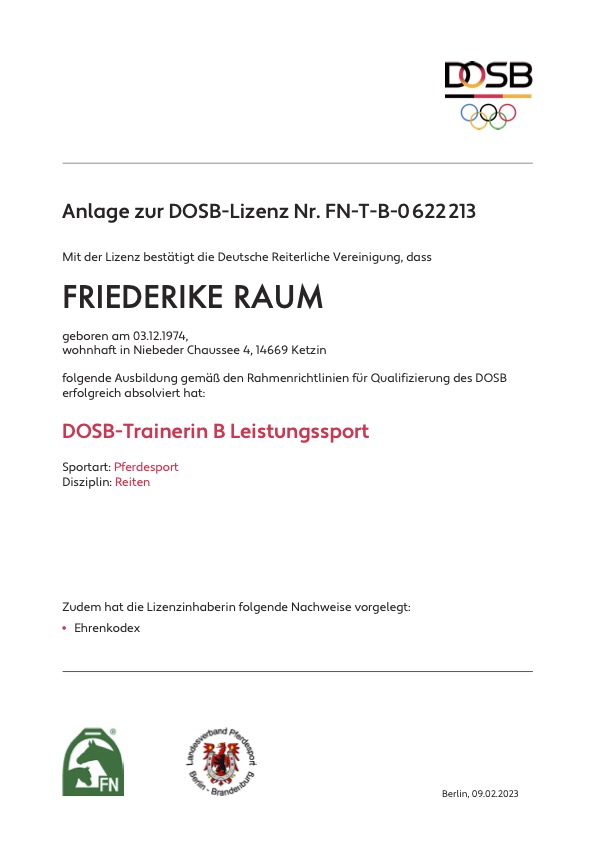 DOSB
Anlage zur DOSB-Lizenz Nr. FN-T-B-0622213
Mit der Lizenz bestätigt die Deutsche Reiterliche Vereinigung, dass
FRIEDERIKE RAUM
geboren am 03.12.1974,
wohnhaft in Niebeder Chaussee 4, 14669 Ketzin
folgende Ausbildung gemäß den Rahmenrichtlinien für Qualifizierung des DOSB
erfolgreich absolviert hat:
DOSB-Trainerin B Leistungssport
Sportart: Pferdesport
Disziplin: Reiten
Zudem hat die Lizenzinhaberin folgende Nachweise vorgelegt:
• Ehrenkodex
®
FN
Landesverband Pferdesport
Berlin - Brandenburg
Berlin, 09.02.2023